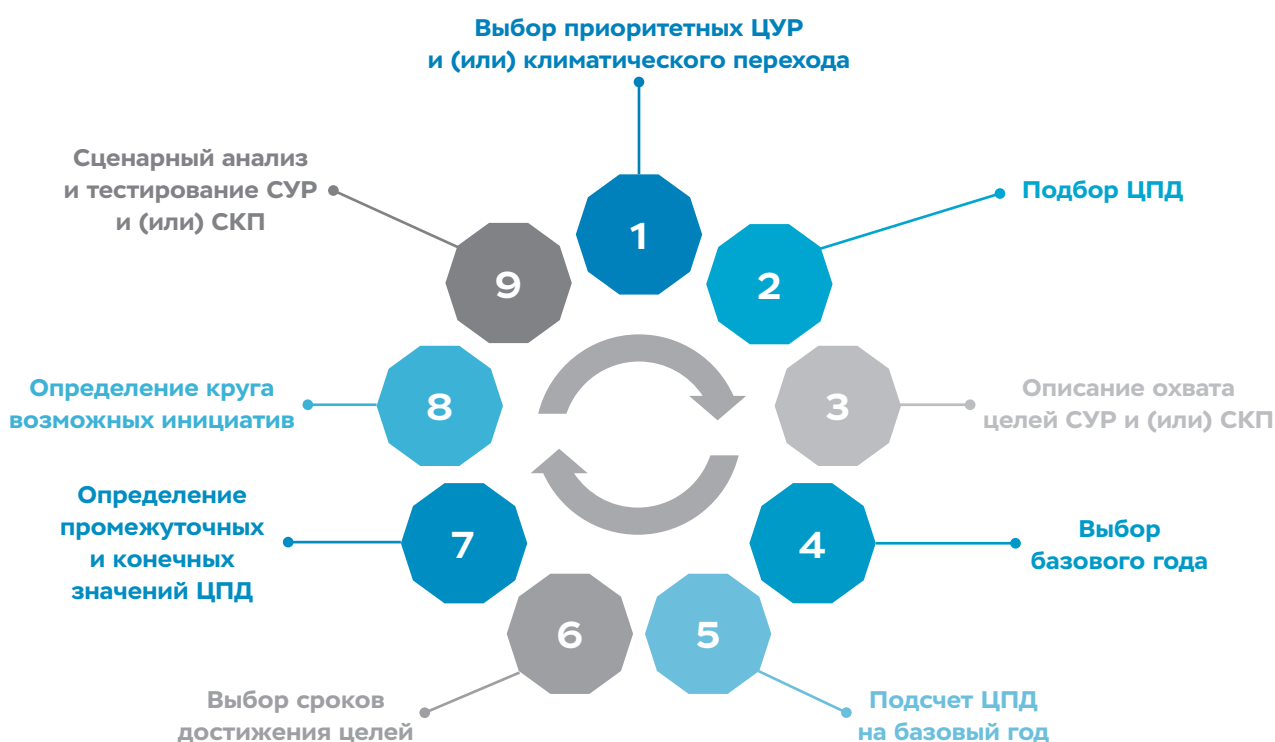 Выбор приоритетных ЦУР
и (или) климатического перехода
1
Подбор ЦПД
2
Описание охвата
целей СУР и (или) СКП
3
Выбор
базового года
4
Подсчет ЦПД
на базовый год
5
Выбор сроков
достижения целей
6
Определение
промежуточных
и конечных
значений ЦПД
7
Определение круга
возможных инициатив
8
Сценарный анализ
и тестирование СУР
и (или) СКП
9